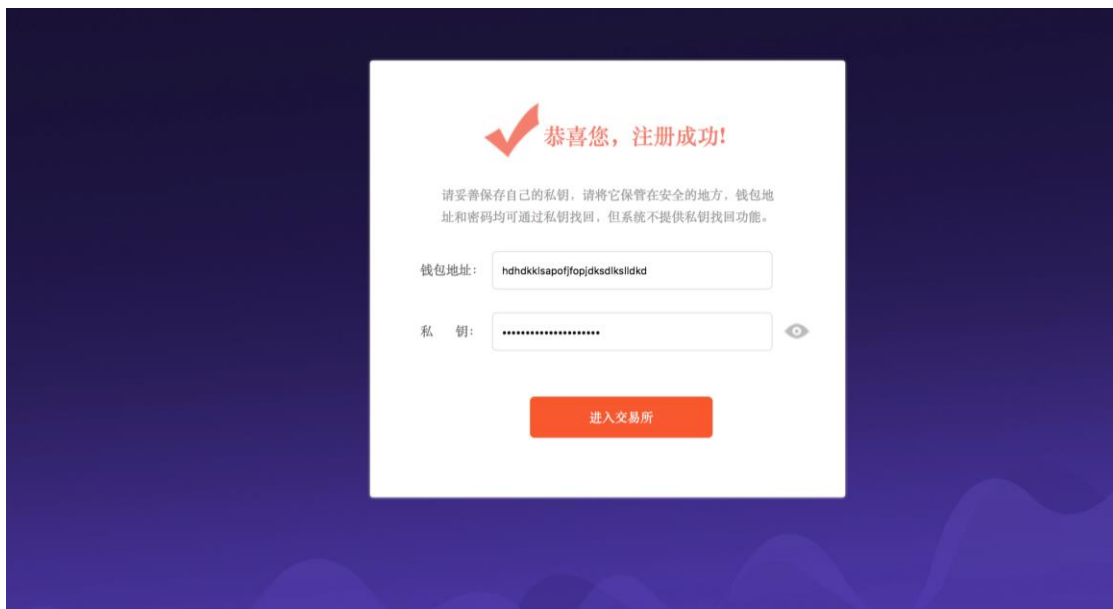 恭喜您，注册成功!
请妥善保存自己的私钥，请将它保管在安全的地方，钱包地
址和密码均可通过私钥找回，但系统不提供私钥找回功能。
钱包地址： hdhdkklsapofjfopjdksdlkslldkd
私 钥： •••••••••••••••••••••
进入交易所